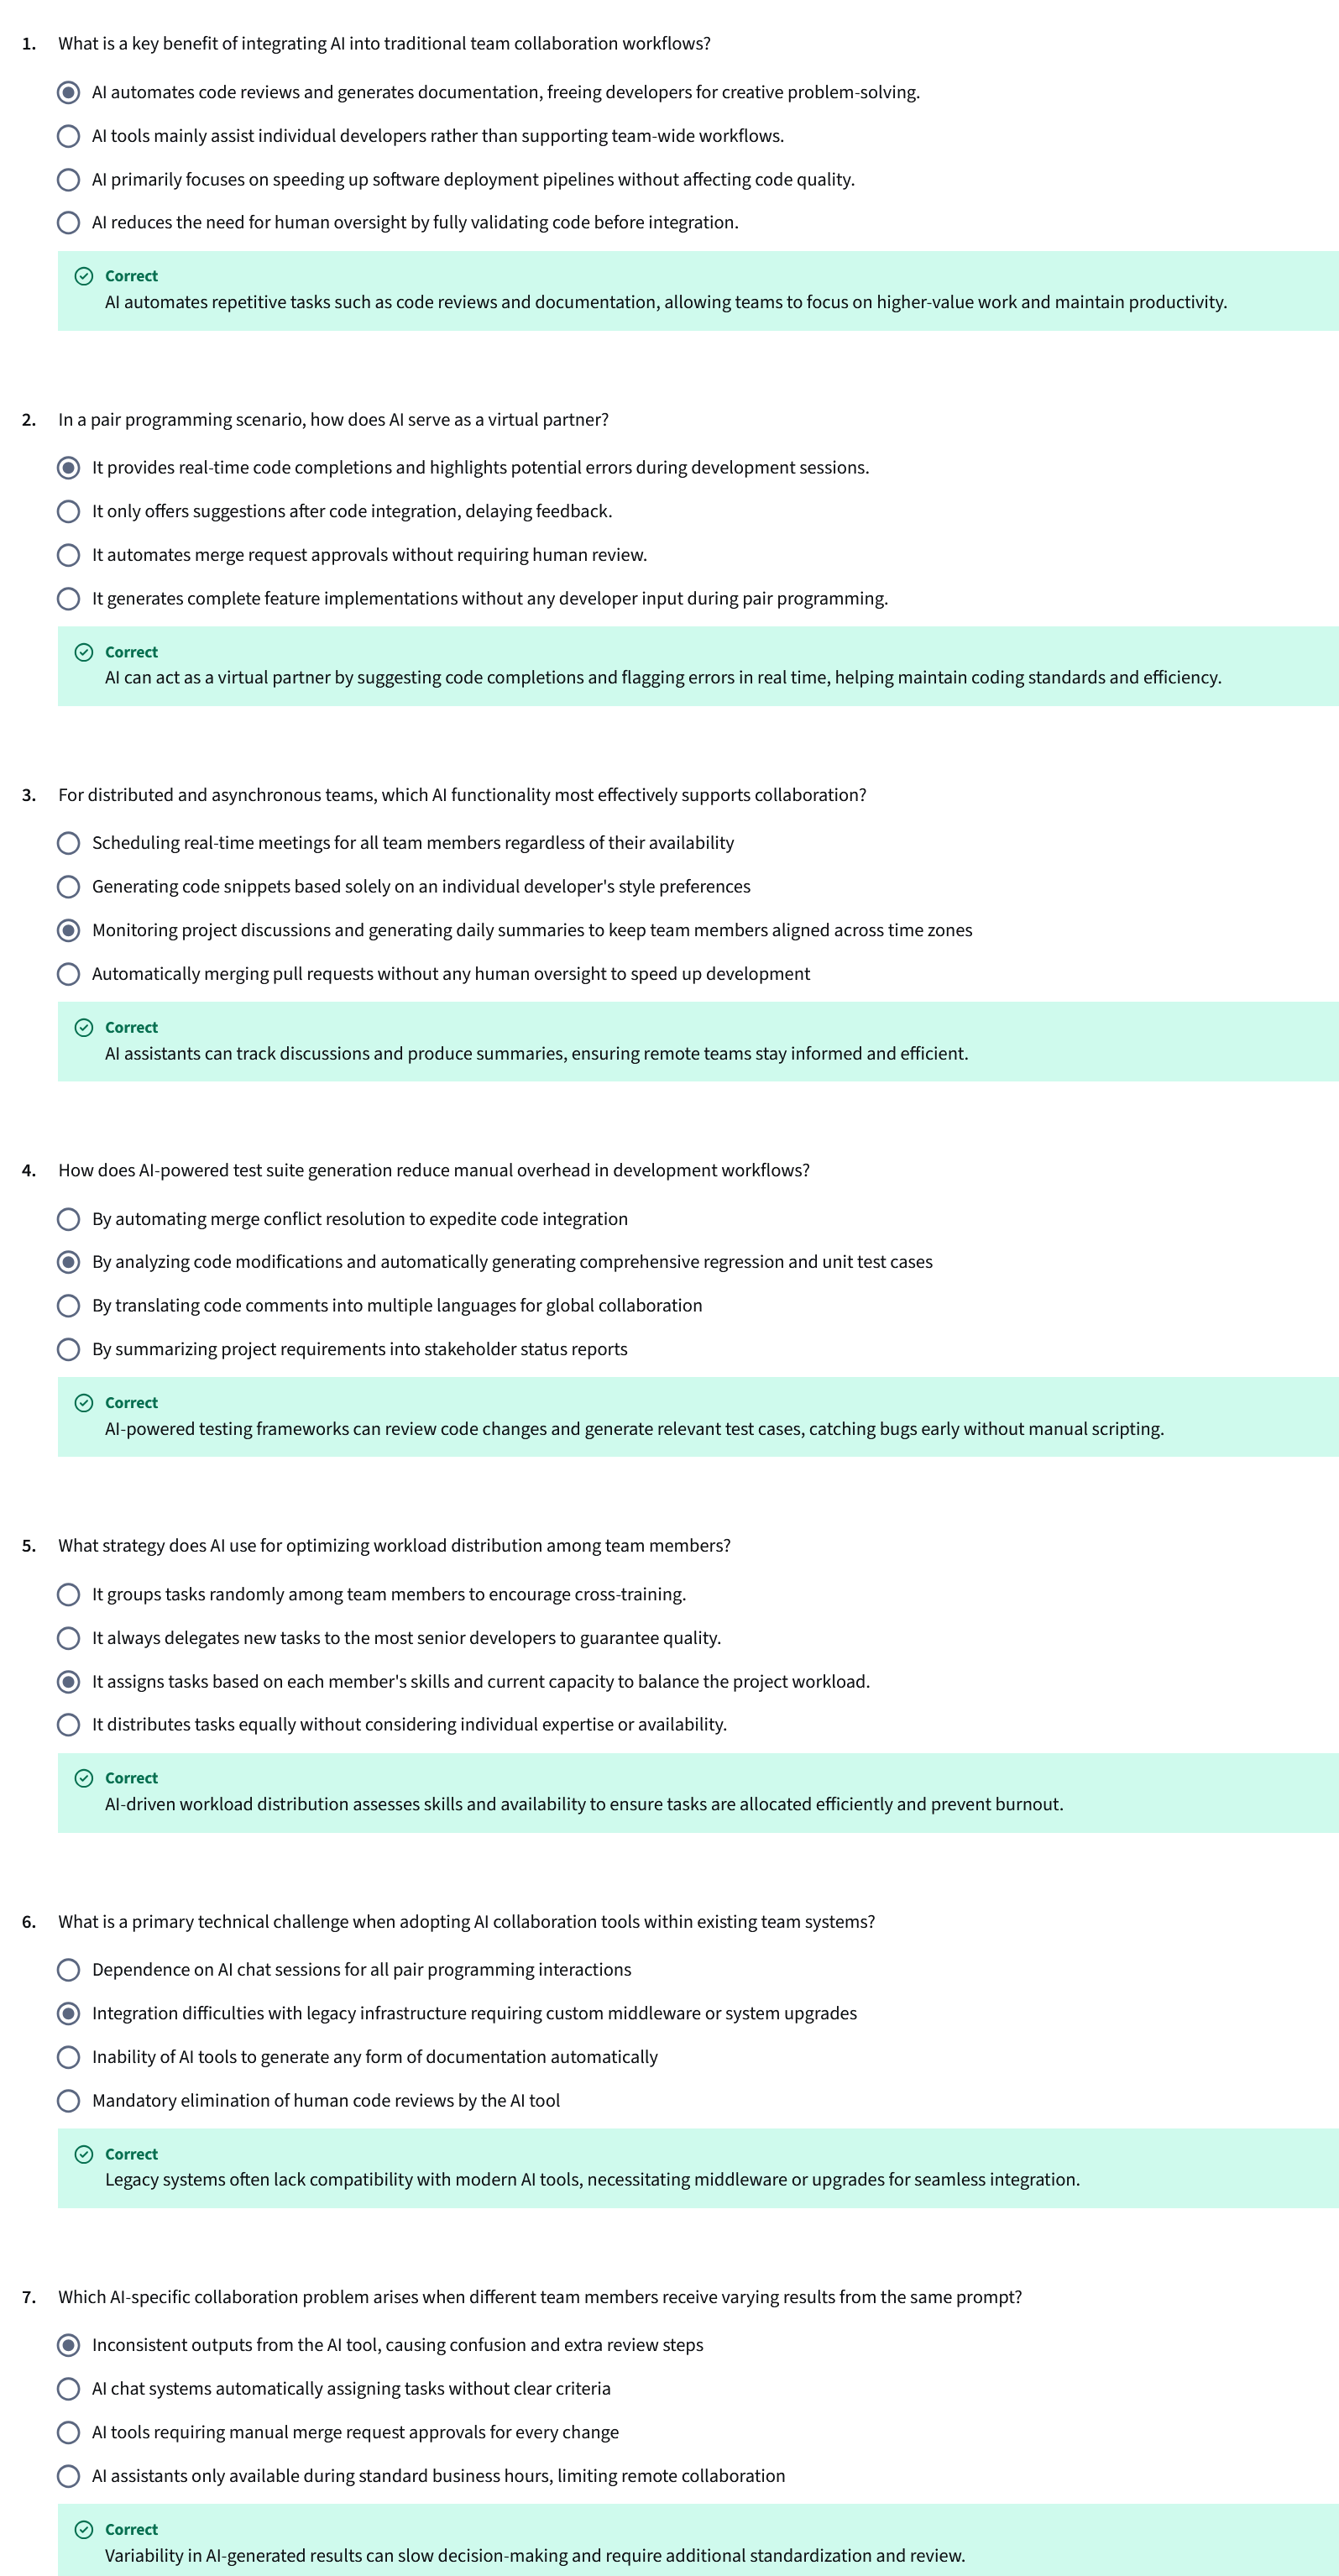 1. What is a key benefit of integrating AI into traditional team collaboration workflows?
AI automates code reviews and generates documentation, freeing developers for creative problem-solving.
AI tools mainly assist individual developers rather than supporting team-wide workflows.
AI primarily focuses on speeding up software deployment pipelines without affecting code quality.
AI reduces the need for human oversight by fully validating code before integration.
Correct
AI automates repetitive tasks such as code reviews and documentation, allowing teams to focus on higher-value work and maintain productivity.
2. In a pair programming scenario, how does AI serve as a virtual partner?
It provides real-time code completions and highlights potential errors during development sessions.
It only offers suggestions after code integration, delaying feedback.
It automates merge request approvals without requiring human review.
It generates complete feature implementations without any developer input during pair programming.
Correct
AI can act as a virtual partner by suggesting code completions and flagging errors in real time, helping maintain coding standards and efficiency.
3. For distributed and asynchronous teams, which AI functionality most effectively supports collaboration?
Scheduling real-time meetings for all team members regardless of their availability
Generating code snippets based solely on an individual developer's style preferences
Monitoring project discussions and generating daily summaries to keep team members aligned across time zones
Automatically merging pull requests without any human oversight to speed up development
Correct
AI assistants can track discussions and produce summaries, ensuring remote teams stay informed and efficient.
4. How does AI-powered test suite generation reduce manual overhead in development workflows?
By automating merge conflict resolution to expedite code integration
By analyzing code modifications and automatically generating comprehensive regression and unit test cases
By translating code comments into multiple languages for global collaboration
By summarizing project requirements into stakeholder status reports
Correct
AI-powered testing frameworks can review code changes and generate relevant test cases, catching bugs early without manual scripting.
5. What strategy does AI use for optimizing workload distribution among team members?
It groups tasks randomly among team members to encourage cross-training.
It always delegates new tasks to the most senior developers to guarantee quality.
It assigns tasks based on each member's skills and current capacity to balance the project workload.
It distributes tasks equally without considering individual expertise or availability.
Correct
AI-driven workload distribution assesses skills and availability to ensure tasks are allocated efficiently and prevent burnout.
6. What is a primary technical challenge when adopting AI collaboration tools within existing team systems?
Dependence on AI chat sessions for all pair programming interactions
Integration difficulties with legacy infrastructure requiring custom middleware or system upgrades
Inability of AI tools to generate any form of documentation automatically
Mandatory elimination of human code reviews by the AI tool
Correct
Legacy systems often lack compatibility with modern AI tools, necessitating middleware or upgrades for seamless integration.
7. Which AI-specific collaboration problem arises when different team members receive varying results from the same prompt?
Inconsistent outputs from the AI tool, causing confusion and extra review steps
AI chat systems automatically assigning tasks without clear criteria
AI tools requiring manual merge request approvals for every change
AI assistants only available during standard business hours, limiting remote collaboration
Correct
Variability in AI-generated results can slow decision-making and require additional standardization and review.